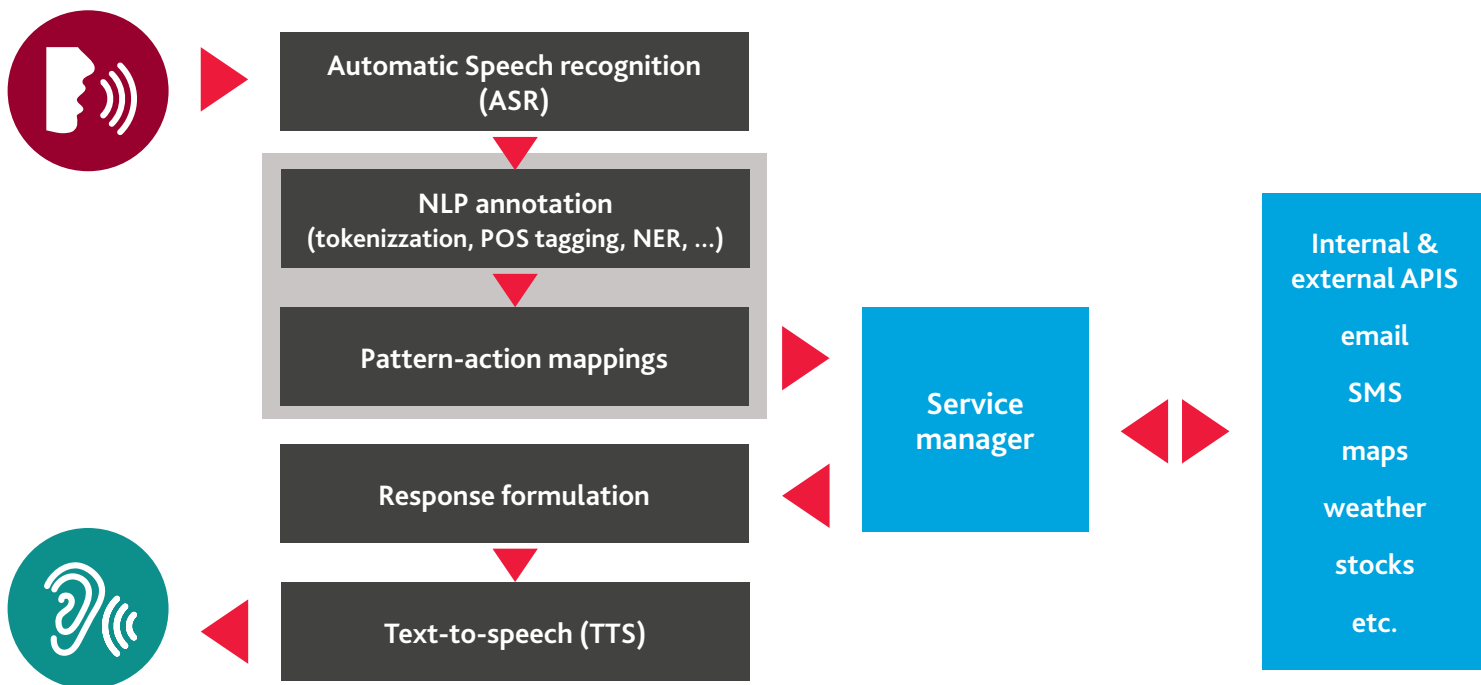 Automatic Speech recognition
(ASR)
NLP annotation
(tokenizzation, POS tagging, NER, ...)
Pattern-action mappings
Response formulation
Text-to-speech (TTS)
Service
manager
Internal &
external APIS
email
SMS
maps
weather
stocks
etc.